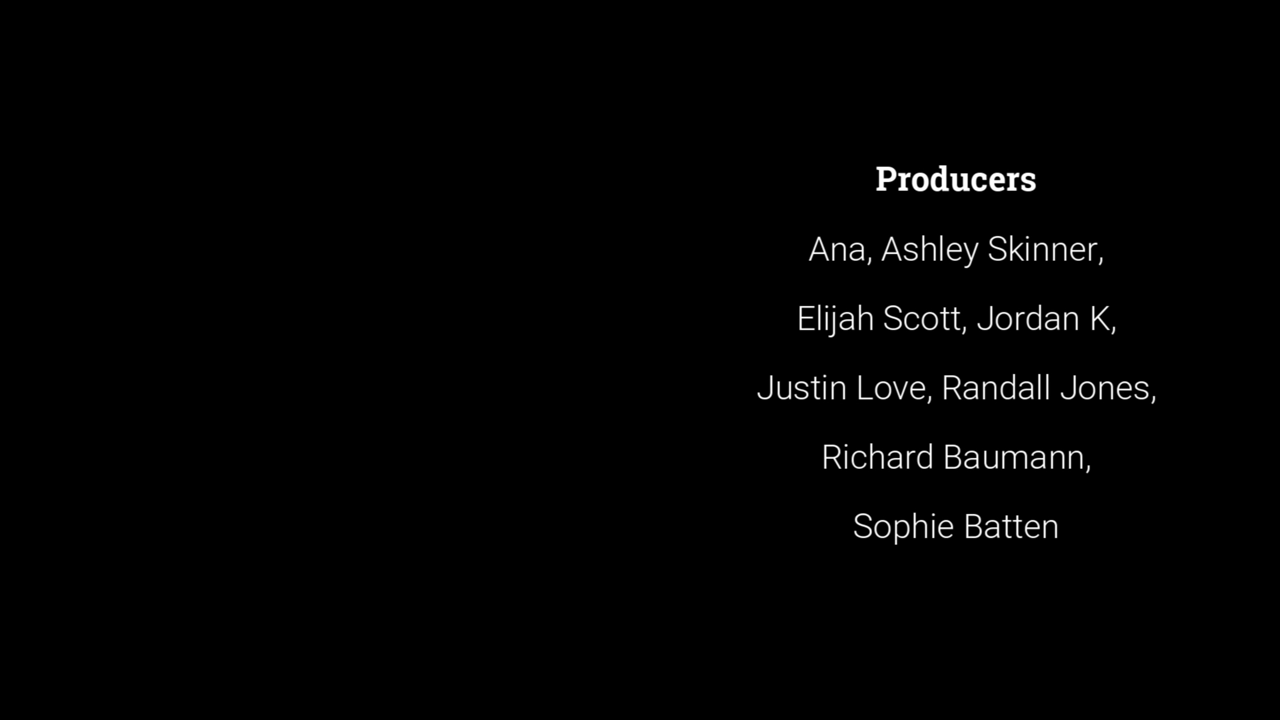 Producers
Ana, Ashley Skinner,
Elijah Scott, Jordan K,
Justin Love, Randall Jones,
Richard Baumann,
Sophie Batten